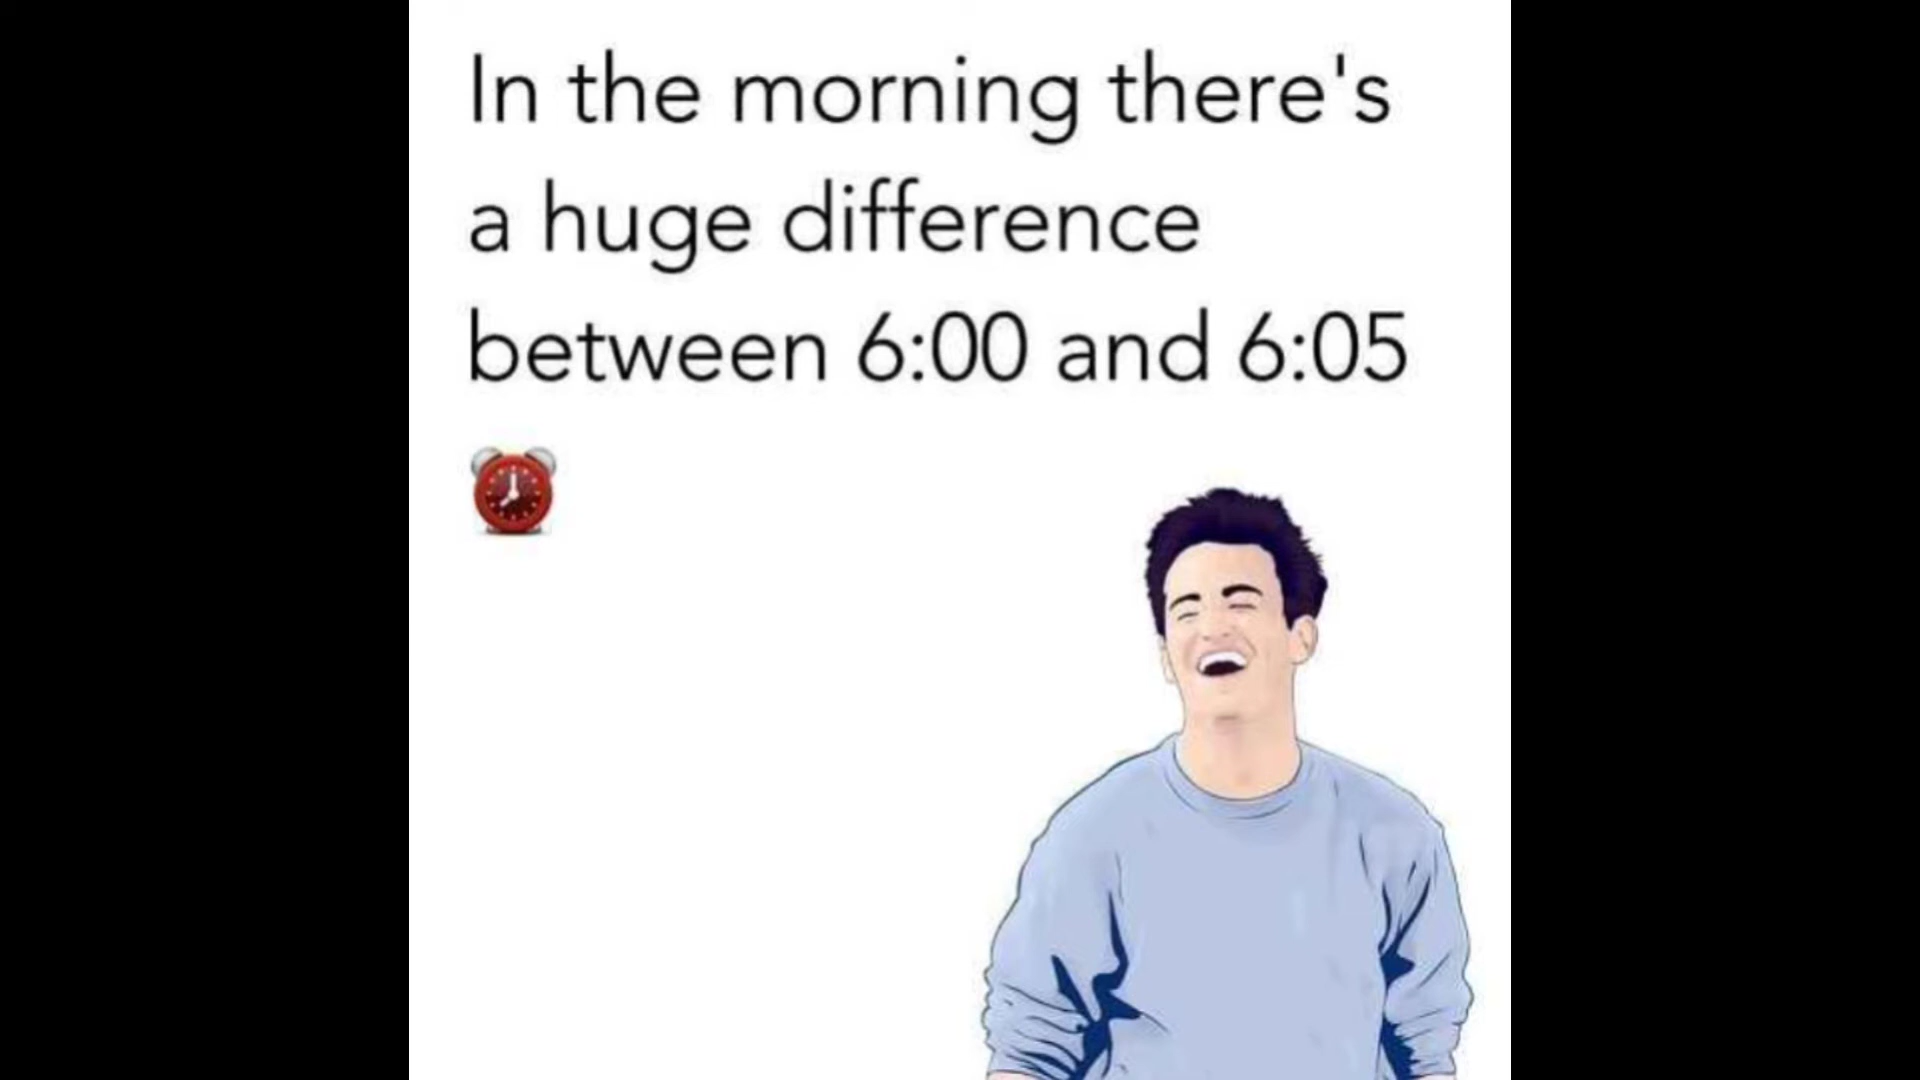 In the morning there's
a huge difference
between 6:00 and 6:05